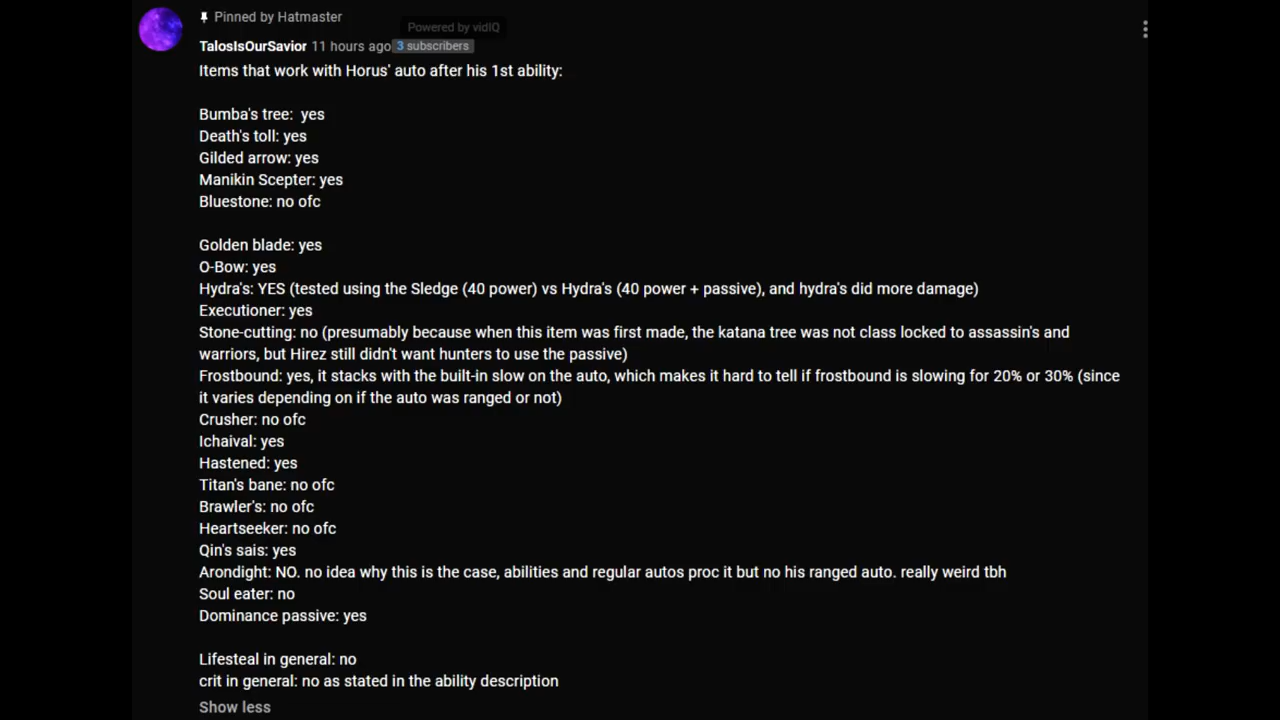 Pinned by Hatmaster
Powered by vidIQ
TalosIsOurSavior 11 hours ago 3 subscribers
Items that work with Horus' auto after his 1st ability:
Bumba's tree:  yes
Death's toll: yes
Gilded arrow: yes
Manikin Scepter: yes
Bluestone: no ofc
Golden blade: yes
O-Bow: yes
Hydra's: YES (tested using the Sledge (40 power) vs Hydra's (40 power + passive), and hydra's did more damage)
Executioner: yes
Stone-cutting: no (presumably because when this item was first made, the katana tree was not class locked to assassin's and
warriors, but Hirez still didn't want hunters to use the passive)
Frostbound: yes, it stacks with the built-in slow on the auto, which makes it hard to tell if frostbound is slowing for 20% or 30% (since
it varies depending on if the auto was ranged or not)
Crusher: no ofc
Ichaival: yes
Hastened: yes
Titan's bane: no ofc
Brawler's: no ofc
Heartseeker: no ofc
Qin's sais: yes
Arondight: NO. no idea why this is the case, abilities and regular autos proc it but no his ranged auto. really weird tbh
Soul eater: no
Dominance passive: yes
Lifesteal in general: no
crit in general: no as stated in the ability description
Show less